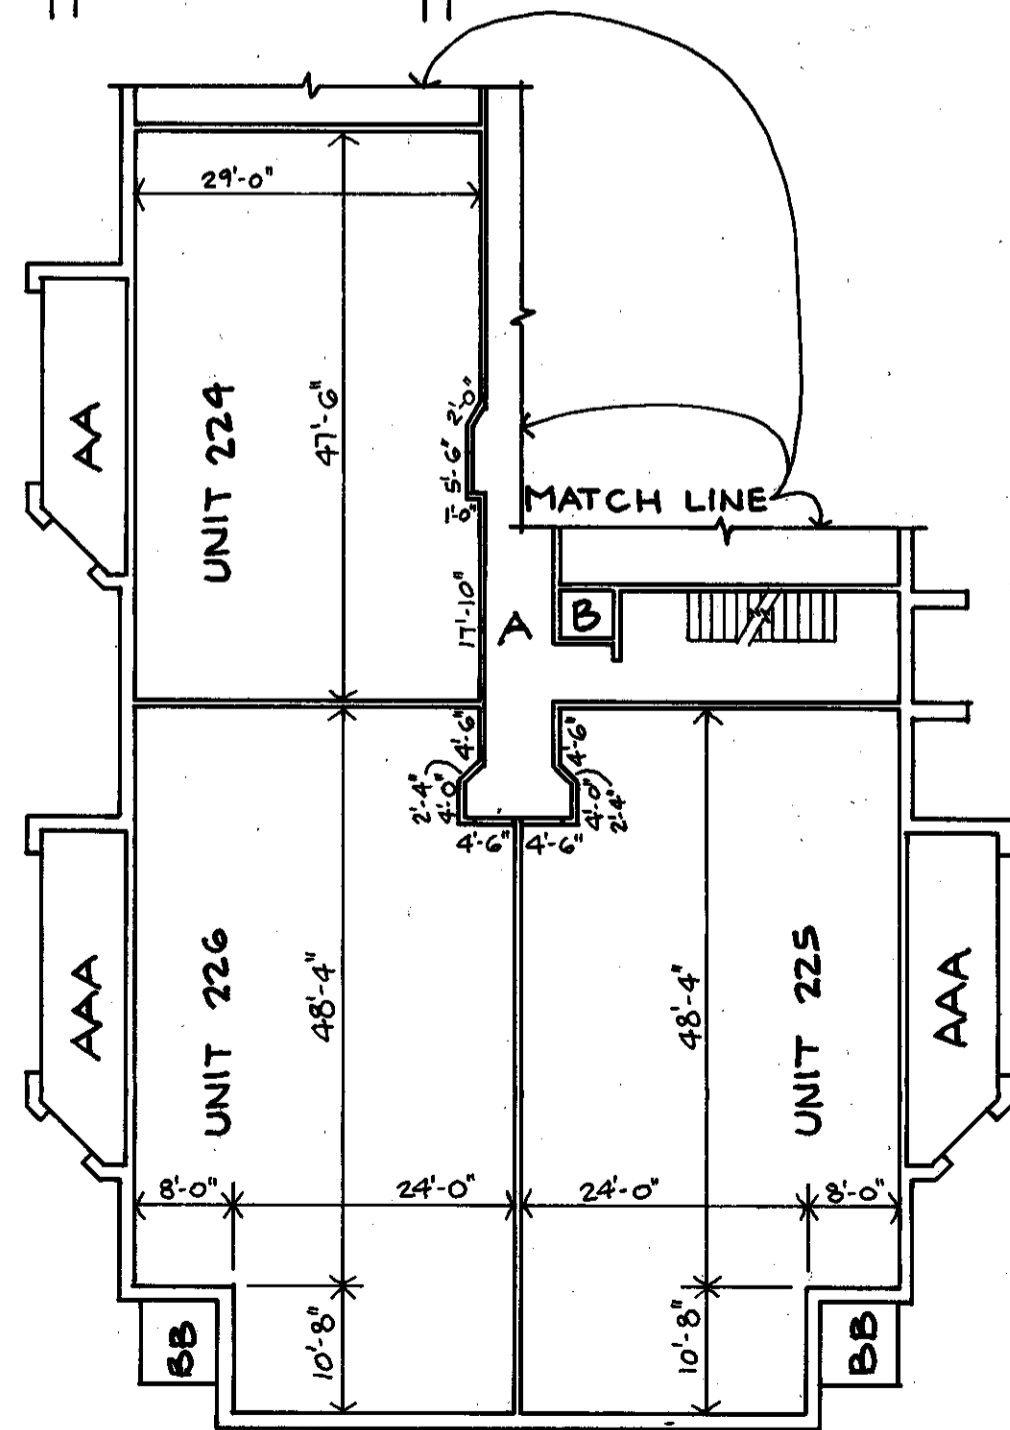 29'-0"
47'-6"
UNIT 224
AA
2'-0"
5'-6"
1'-0"
17'-10"
MATCH LINE
A
B
4'-6"
2'-4"
4'-0"
4'-6"
4'-6"
4'-6"
4'-0"
2'-4"
UNIT 226
AAA
48'-4"
48'-4"
UNIT 225
AAA
8'-0"
24'-0"
24'-0"
8'-0"
BB
10'-8"
10'-8"
BB